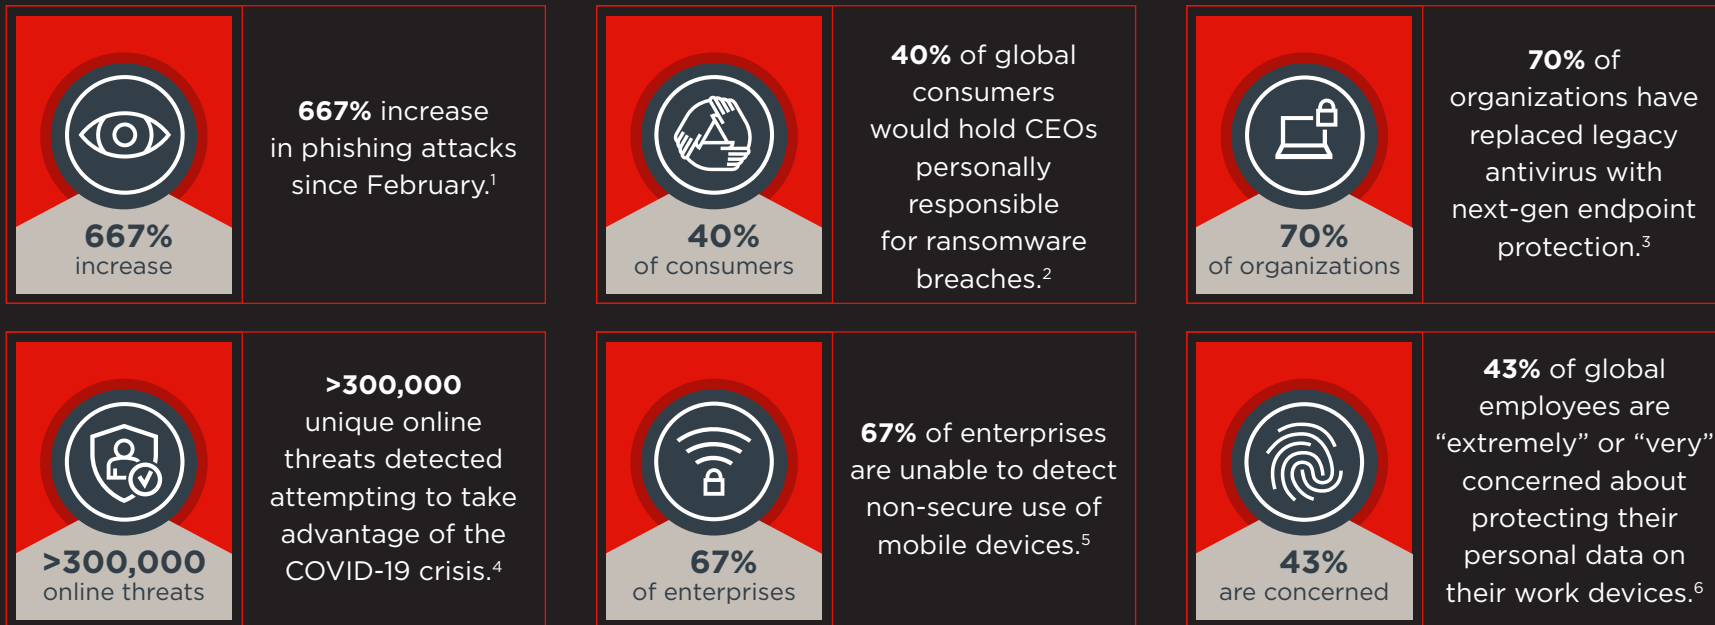 667%
increase
667% increase
in phishing attacks
since February.¹
40%
of consumers
40% of global
consumers
would hold CEOs
personally
responsible
for ransomware
breaches.²
70%
of organizations
70% of
organizations have
replaced legacy
antivirus with
next-gen endpoint
protection.³
>300,000
online threats
>300,000
unique online
threats detected
attempting to take
advantage of the
COVID-19 crisis.⁴
67%
of enterprises
67% of enterprises
are unable to detect
non-secure use of
mobile devices.⁵
43%
are concerned
43% of global
employees are
“extremely” or “very”
concerned about
protecting their
personal data on
their work devices.⁶